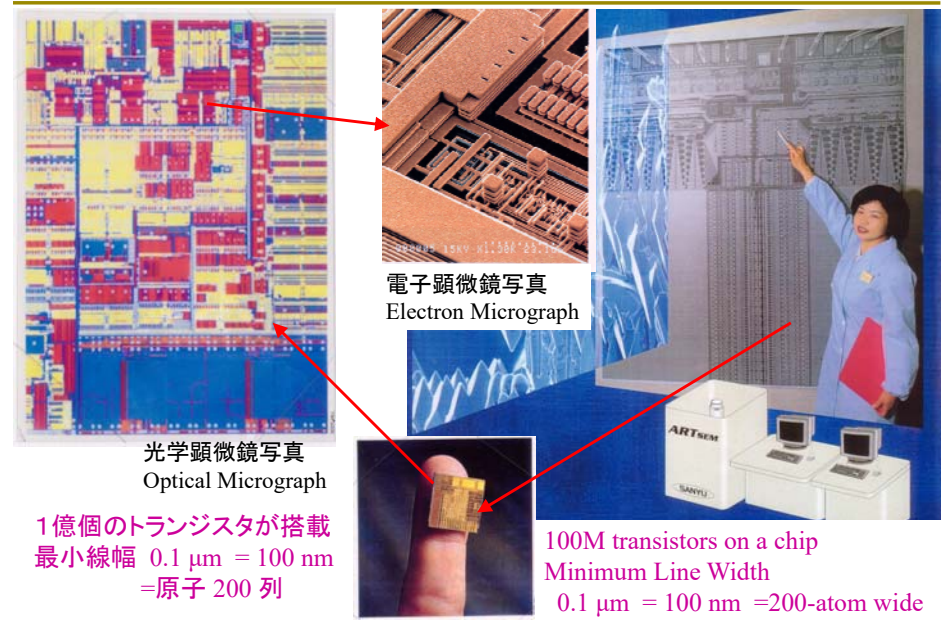 電子顕微鏡写真
Electron Micrograph
光学顕微鏡写真
Optical Micrograph
ARTSEM
SANYU
1億個のトランジスタが搭載
最小線幅 0.1 μm = 100 nm
=原子 200 列
100M transistors on a chip
Minimum Line Width
0.1 μm = 100 nm =200-atom wide